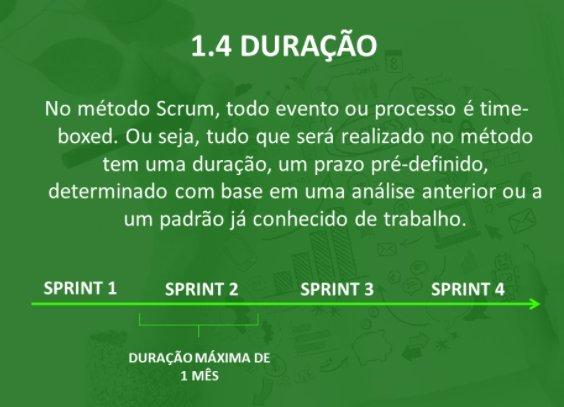 1.4 DURAÇÃO
No método Scrum, todo evento ou processo é time-
boxed. Ou seja, tudo que será realizado no método
tem uma duração, um prazo pré-definido,
determinado com base em uma análise anterior ou a
um padrão já conhecido de trabalho.
SPRINT 1 SPRINT 2 SPRINT 3 SPRINT 4
DURAÇÃO MÁXIMA DE
1 MÊS